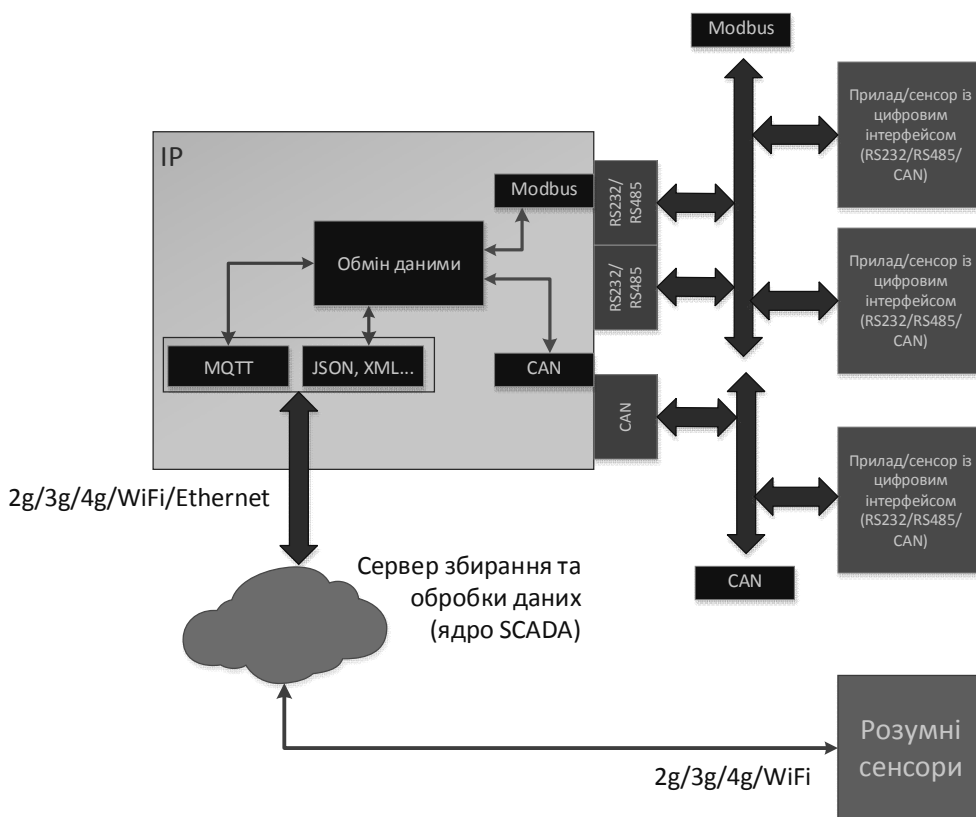 Modbus
Прилад/сенсор із
цифровим
інтерфейсом
(RS232/RS485/
CAN)
IP
Modbus
RS232/
RS485
Обмін даними
RS232/
RS485
Прилад/сенсор із
цифровим
інтерфейсом
(RS232/RS485/
CAN)
MQTT
JSON, XML...
CAN
CAN
Прилад/сенсор із
цифровим
інтерфейсом
(RS232/RS485/
CAN)
2g/3g/4g/WiFi/Ethernet
Сервер збирання та
обробки даних
(ядро SCADA)
CAN
Розумні
сенсори
2g/3g/4g/WiFi